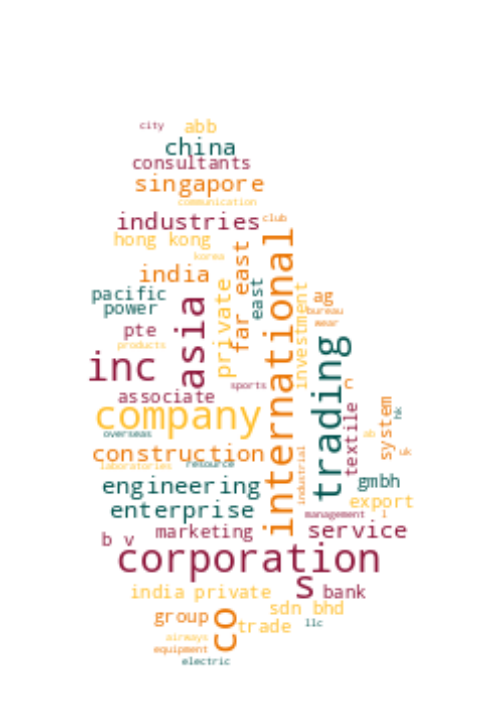 city
abb
china
consultants
singapore
communication
industries
club
hong kong
korea
far east
international
india
east
pacific
power
asia
private
investment
ag
bureau
wear
pte
products
trading
inc
sports
c
associate
company
textile
system
hk
overseas
ab
construction
uk
laboratories
resource
industrial
engineering
gmbh
enterprise
export
management
i
b v
marketing
service
corporation
s
india private
bank
sdn bhd
group
co
trade
llc
airways
equipment
electric